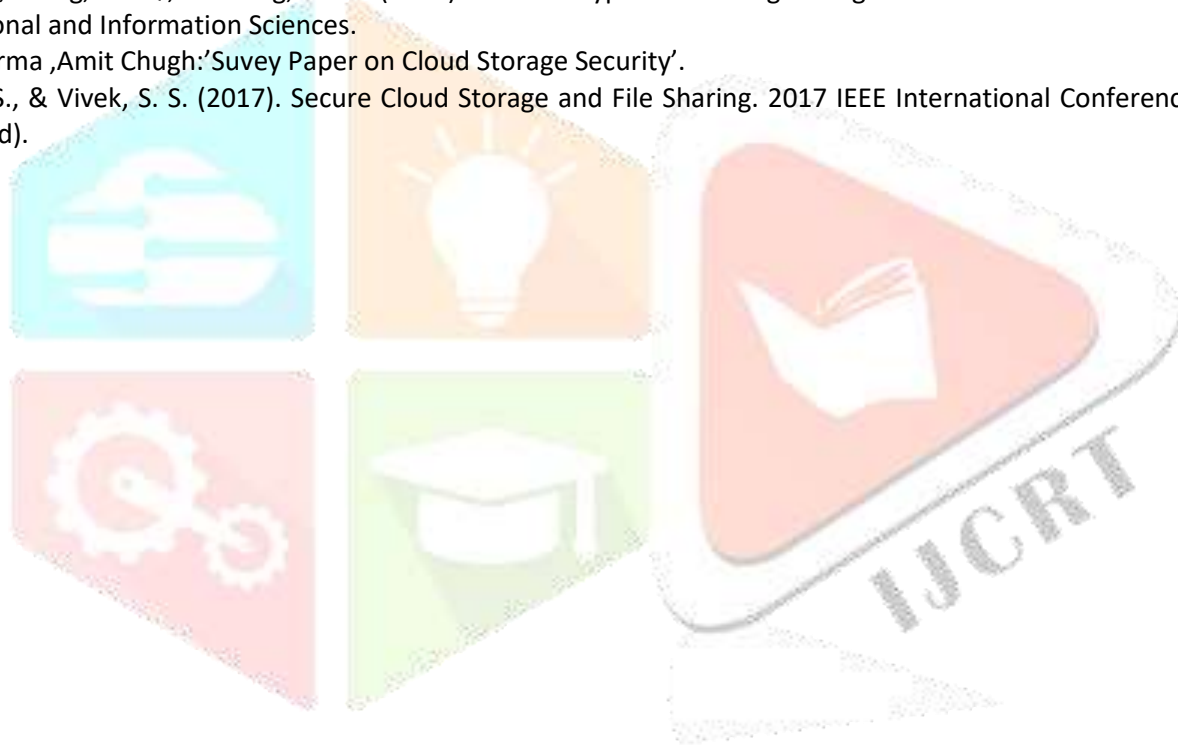 onal and Information Sciences.
rma ,Amit Chugh:’Suvey Paper on Cloud Storage Security’.
S., & Vivek, S. S. (2017). Secure Cloud Storage and File Sharing. 2017 IEEE International Conferenc
d).
IJCRT